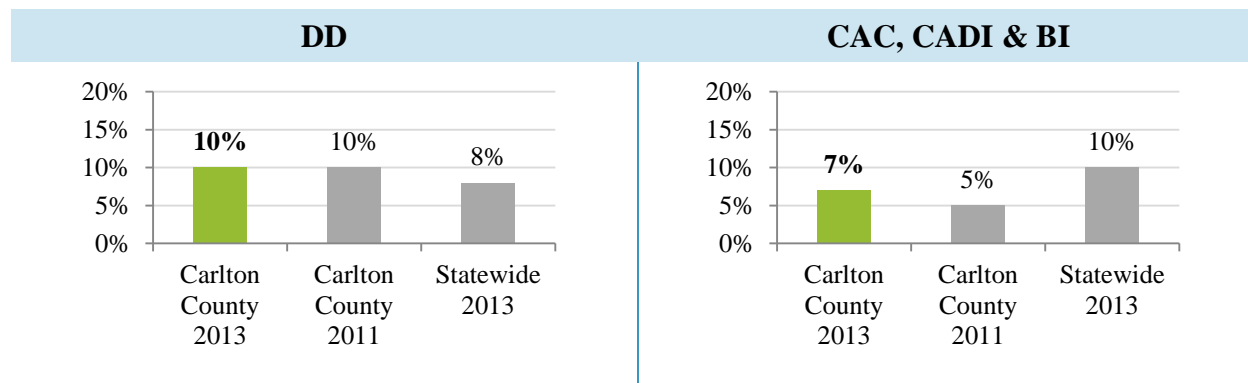 DD
20%
15%
10%
5%
0%
10%
10%
8%
Carlton
County
2013
Carlton
County
2011
Statewide
2013
CAC, CADI & BI
20%
15%
10%
5%
0%
7%
5%
10%
Carlton
County
2013
Carlton
County
2011
Statewide
2013